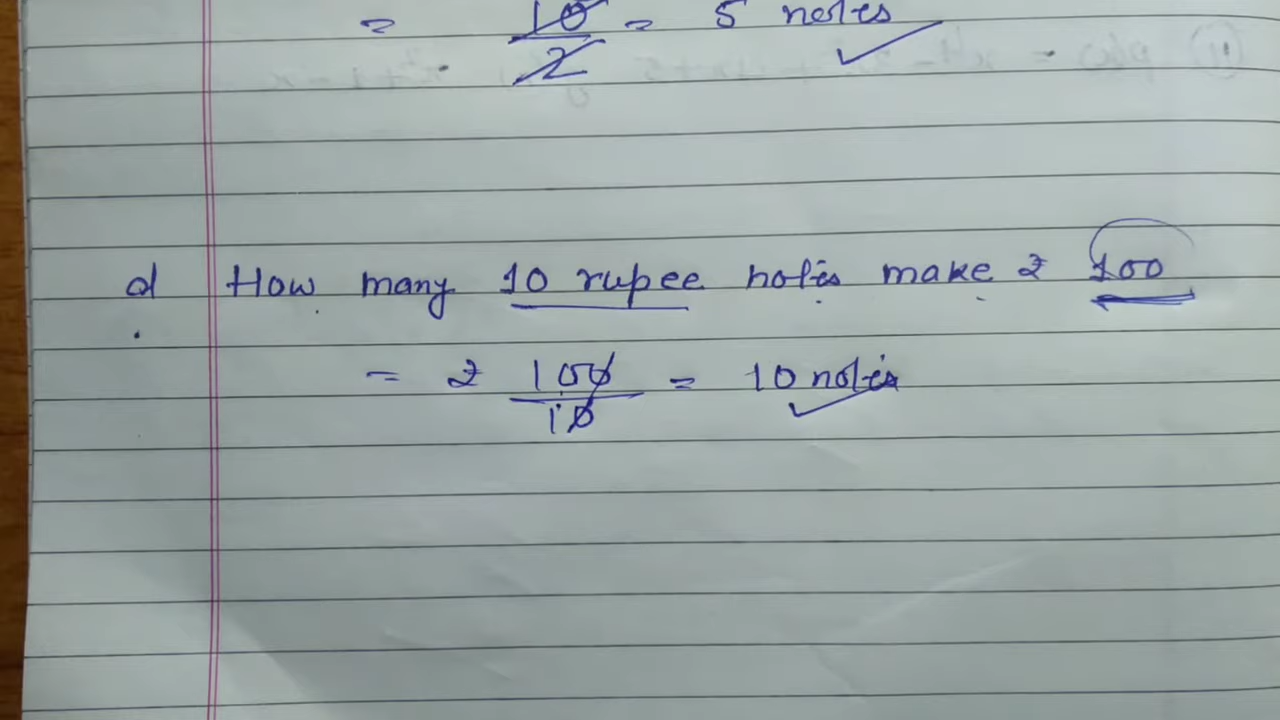 = 10/2 = 5 notes
d How many 10 rupee notes make ₹ 100
= ₹ 100/10 = 10 notes